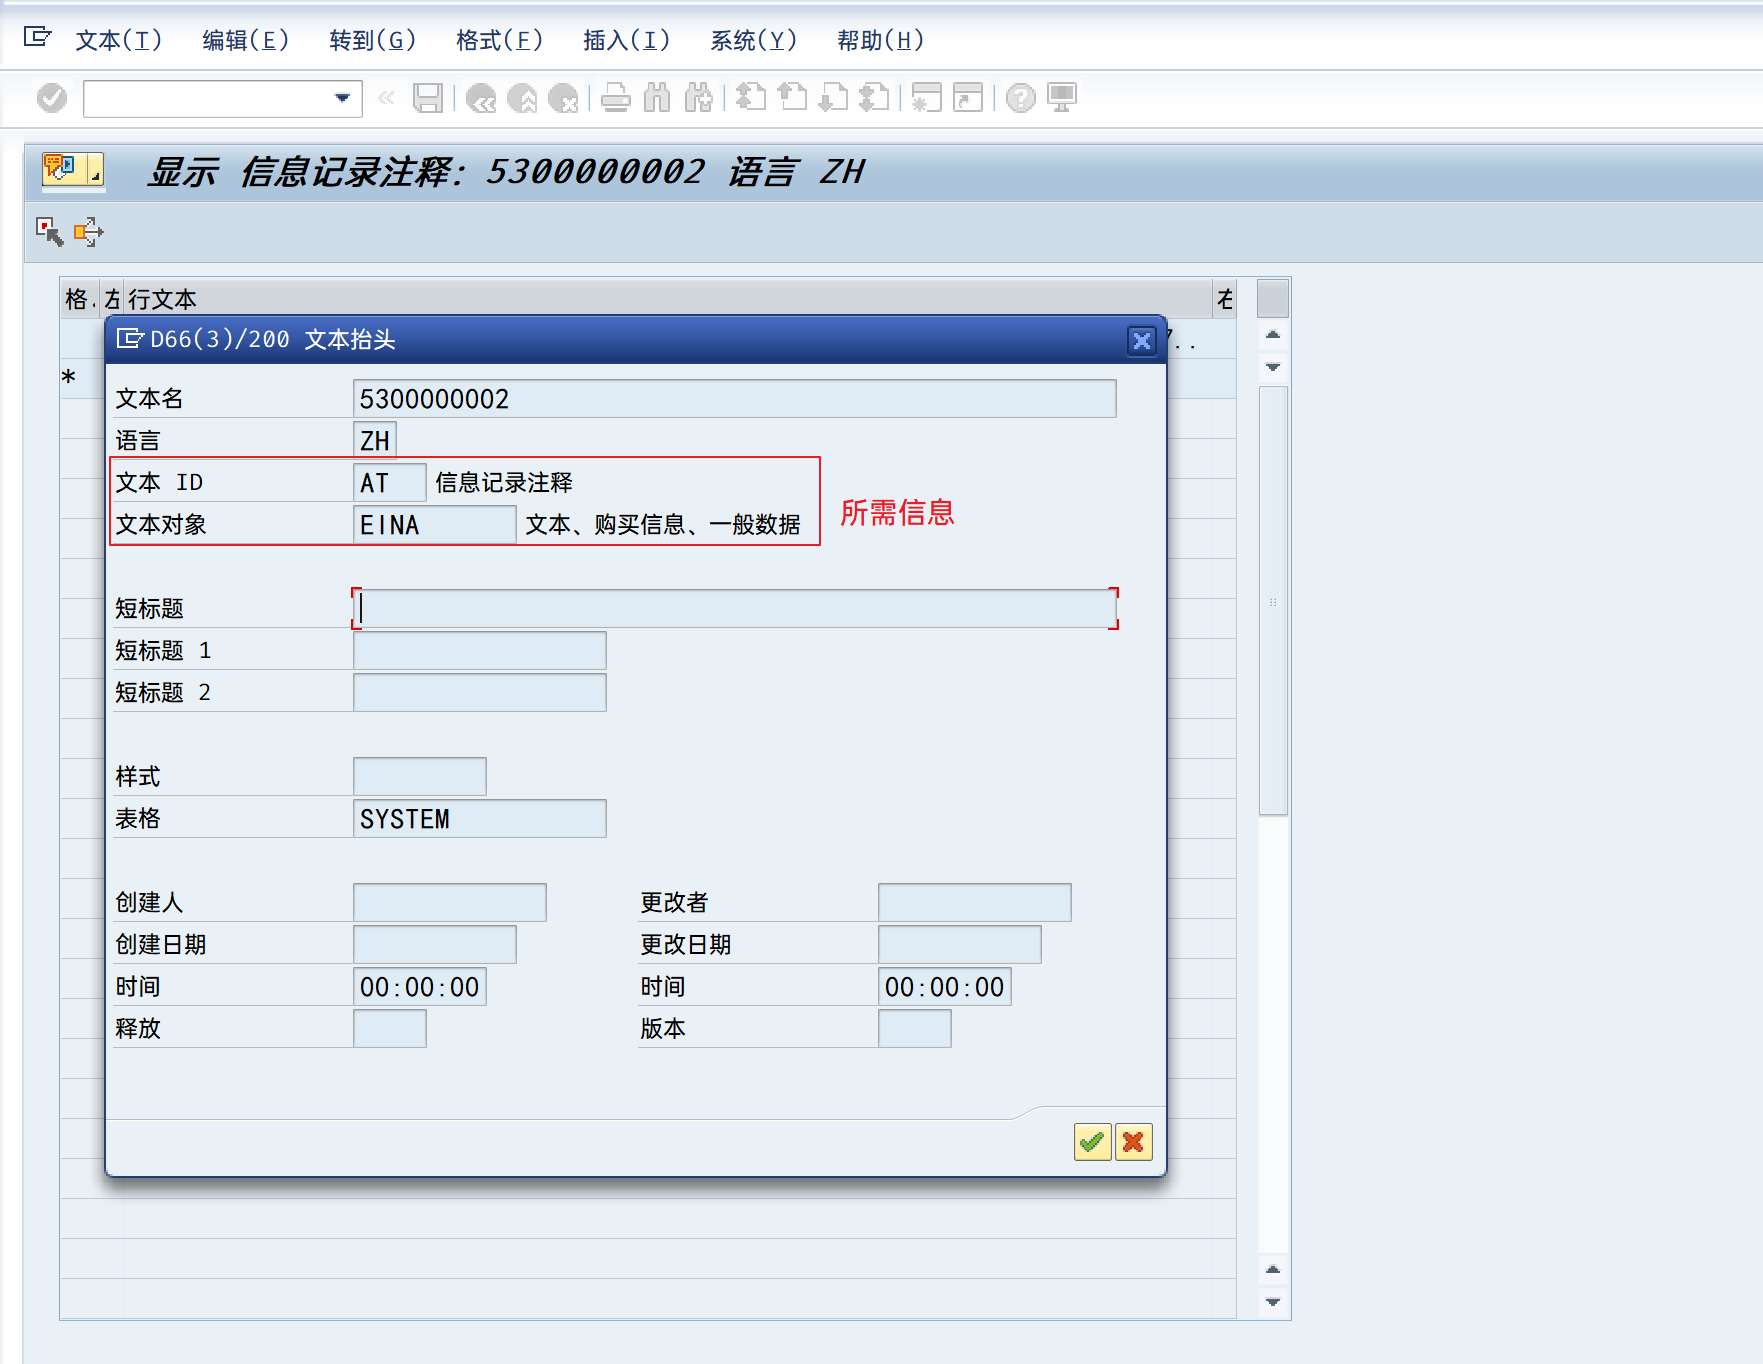 文本(T) 编辑(E) 转到(G) 格式(F) 插入(I) 系统(Y) 帮助(H)
显示 信息记录注释: 5300000002 语言 ZH
格. 左 行文本 右
D66(3)/200 文本抬头
..
*
文本名 5300000002
语言 ZH
文本 ID AT 信息记录注释
文本对象 EINA 文本、购买信息、一般数据
所需信息
短标题
短标题 1
短标题 2
样式
表格 SYSTEM
创建人 更改者
创建日期 更改日期
时间 00:00:00 时间 00:00:00
释放 版本